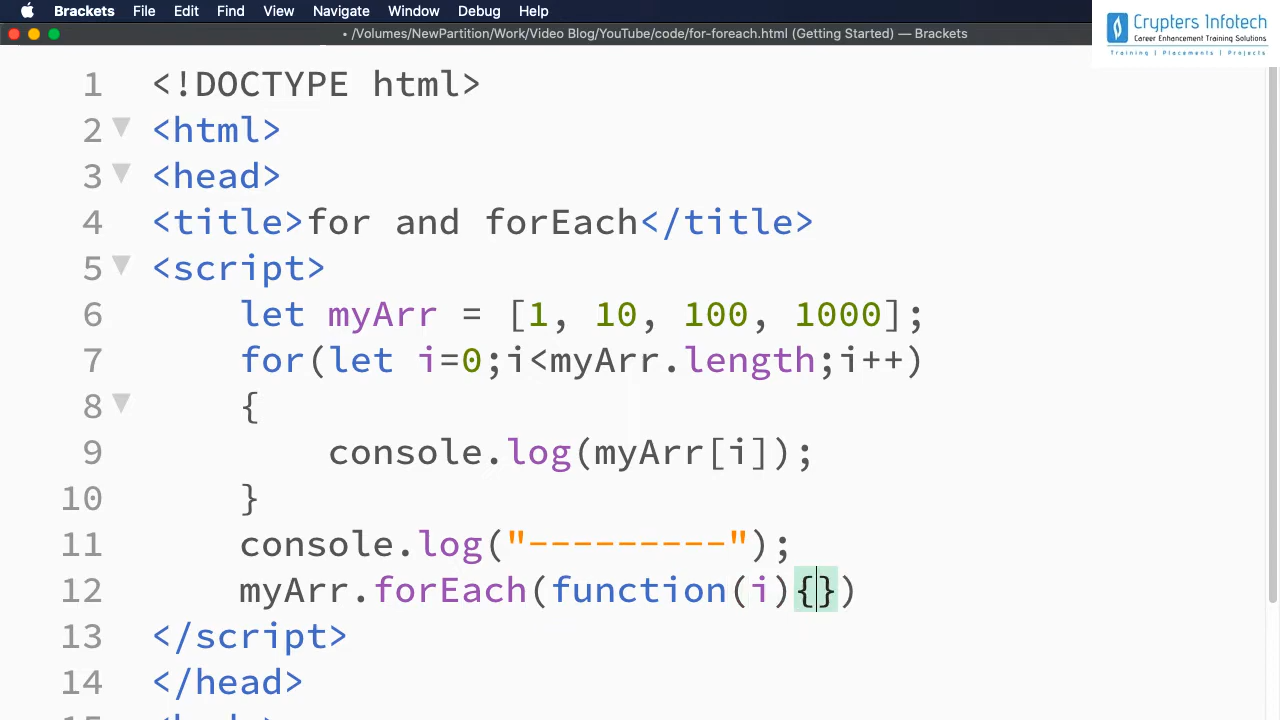 Brackets File Edit Find View Navigate Window Debug Help
• /Volumes/NewPartition/Work/Video Blog/YouTube/code/for-foreach.html (Getting Started) — Brackets
Crypters Infotech
Career Enhancement Training Solutions
Training | Placements | Projects
1 <!DOCTYPE html>
2 <html>
3 <head>
4 <title>for and forEach</title>
5 <script>
6 let myArr = [1, 10, 100, 1000];
7 for(let i=0;i<myArr.length;i++)
8 {
9 console.log(myArr[i]);
10 }
11 console.log("---------");
12 myArr.forEach(function(i){})
13 </script>
14 </head>